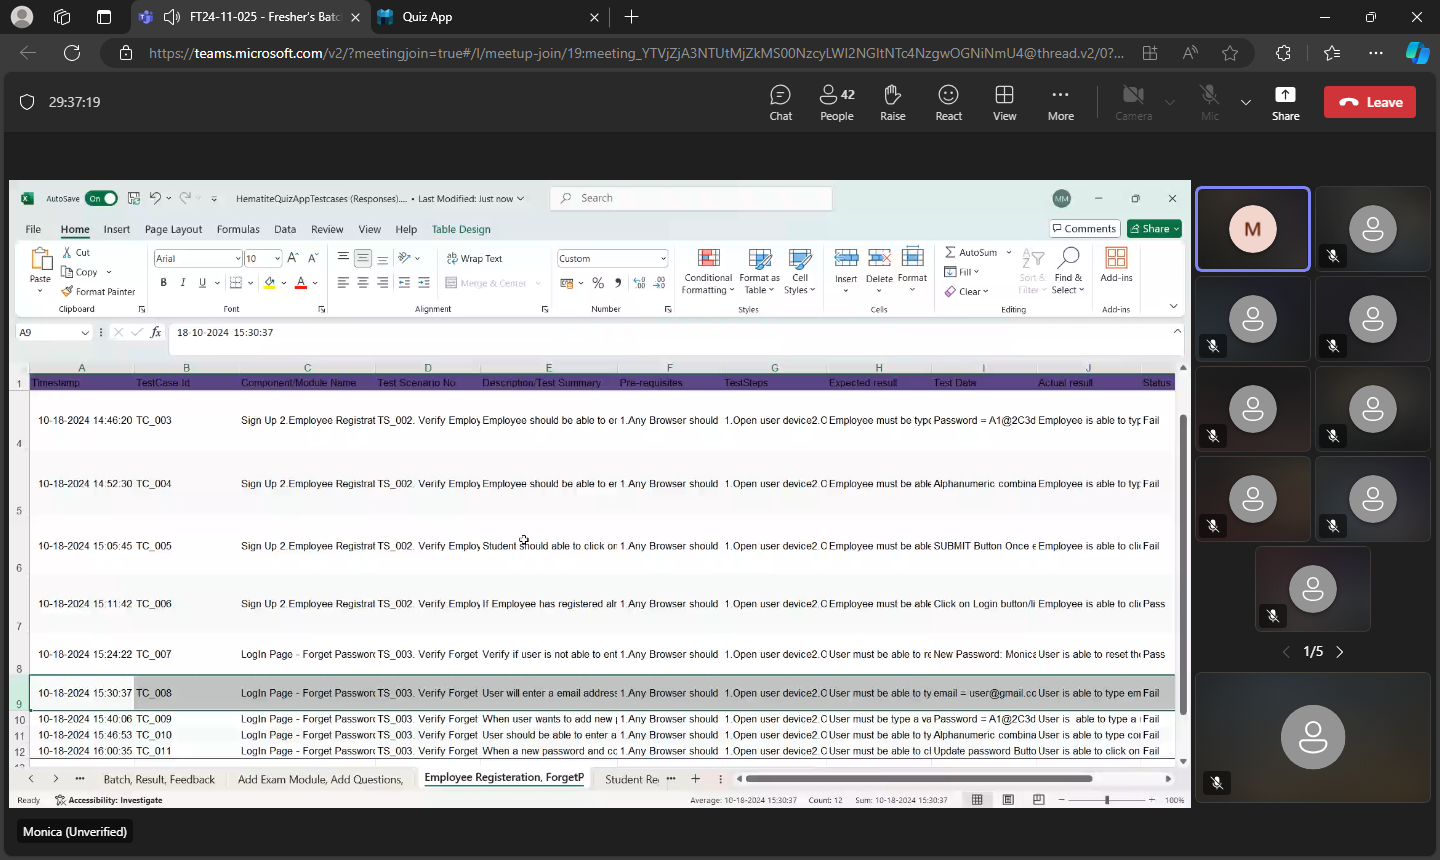 FT24-11-025 - Fresher's Batc
Quiz App
https://teams.microsoft.com/v2/?meetingjoin=true#/l/meetup-join/19:meeting_YTVjZjA3NTUtMjZkMS00NzcyLWI2NGItNTc4NzgwOGNiNmU4@thread.v2/0?...
29:37:19
Chat
42
People
Raise
React
View
More
Camera
Mic
Share
Leave
AutoSave On
HematiteQuizAppTestcases (Responses).... • Last Modified: Just now
Search
MM
File Home Insert Page Layout Formulas Data Review View Help Table Design
Comments Share
Paste
Cut
Copy
Format Painter
Clipboard
Arial 10
B I U
Font
Wrap Text
Merge & Center
Alignment
Custom
Number
Conditional Formatting
Format as Table
Cell Styles
Styles
Insert Delete Format
Cells
AutoSum
Fill
Clear
Sort & Filter
Find & Select
Editing
Add-ins
Add-ins
A9 fx 18-10-2024 15:30:37
A B C D E F G H I J
1 Timestamp TestCase Id Component/Module Name Test Scenario No Description/Test Summary Pre-requisites TestSteps Expected result Test Data Actual result Status
4 10-18-2024 14:46:20 TC_003 Sign Up 2.Employee Registrat TS_002. Verify Employ Employee should be able to er 1.Any Browser should 1.Open user device2.O Employee must be type Password = A1@2C3d Employee is able to typ Fail
5 10-18-2024 14:52:30 TC_004 Sign Up 2.Employee Registrat TS_002. Verify Employ Employee should be able to er 1.Any Browser should 1.Open user device2.O Employee must be able Alphanumeric combina Employee is able to typ Fail
6 10-18-2024 15:05:45 TC_005 Sign Up 2.Employee Registrat TS_002. Verify Employ Student should able to click on 1.Any Browser should 1.Open user device2.O Employee must be able SUBMIT Button Once e Employee is able to clic Fail
7 10-18-2024 15:11:42 TC_006 Sign Up 2.Employee Registrat TS_002. Verify Employ If Employee has registered alr 1.Any Browser should 1.Open user device2.O Employee must be able Click on Login button/li Employee is able to clic Pass
8 10-18-2024 15:24:22 TC_007 LogIn Page - Forget Password TS_003. Verify Forget Verify if user is not able to ent 1.Any Browser should 1.Open user device2.O User must be able to re New Password: Monica User is able to reset the Pass
9 10-18-2024 15:30:37 TC_008 LogIn Page - Forget Password TS_003. Verify Forget User will enter a email address 1.Any Browser should 1.Open user device2.O User must be able to ty email = user@gmail.cc User is able to type em Fail
10 10-18-2024 15:40:06 TC_009 LogIn Page - Forget Password TS_003. Verify Forget When user wants to add new p 1.Any Browser should 1.Open user device2.O User must be type a va Password = A1@2C3d User is able to type a Fail
11 10-18-2024 15:46:53 TC_010 LogIn Page - Forget Password TS_003. Verify Forget User should be able to enter a 1.Any Browser should 1.Open user device2.O User must be able to ty Alphanumeric combina User is able to type cor Fail
12 10-18-2024 16:00:35 TC_011 LogIn Page - Forget Password TS_003. Verify Forget When a new password and cc 1.Any Browser should 1.Open user device2.O User must be able to cl Update password Butto User is able to click on Fail
Batch, Result, Feedback Add Exam Module, Add Questions, Employee Registeration, ForgetP Student Re
Ready Accessibility: Investigate Average: 10-18-2024 15:30:37 Count: 12 Sum: 10-18-2024 15:30:37 100%
M
1/5
Monica (Unverified)